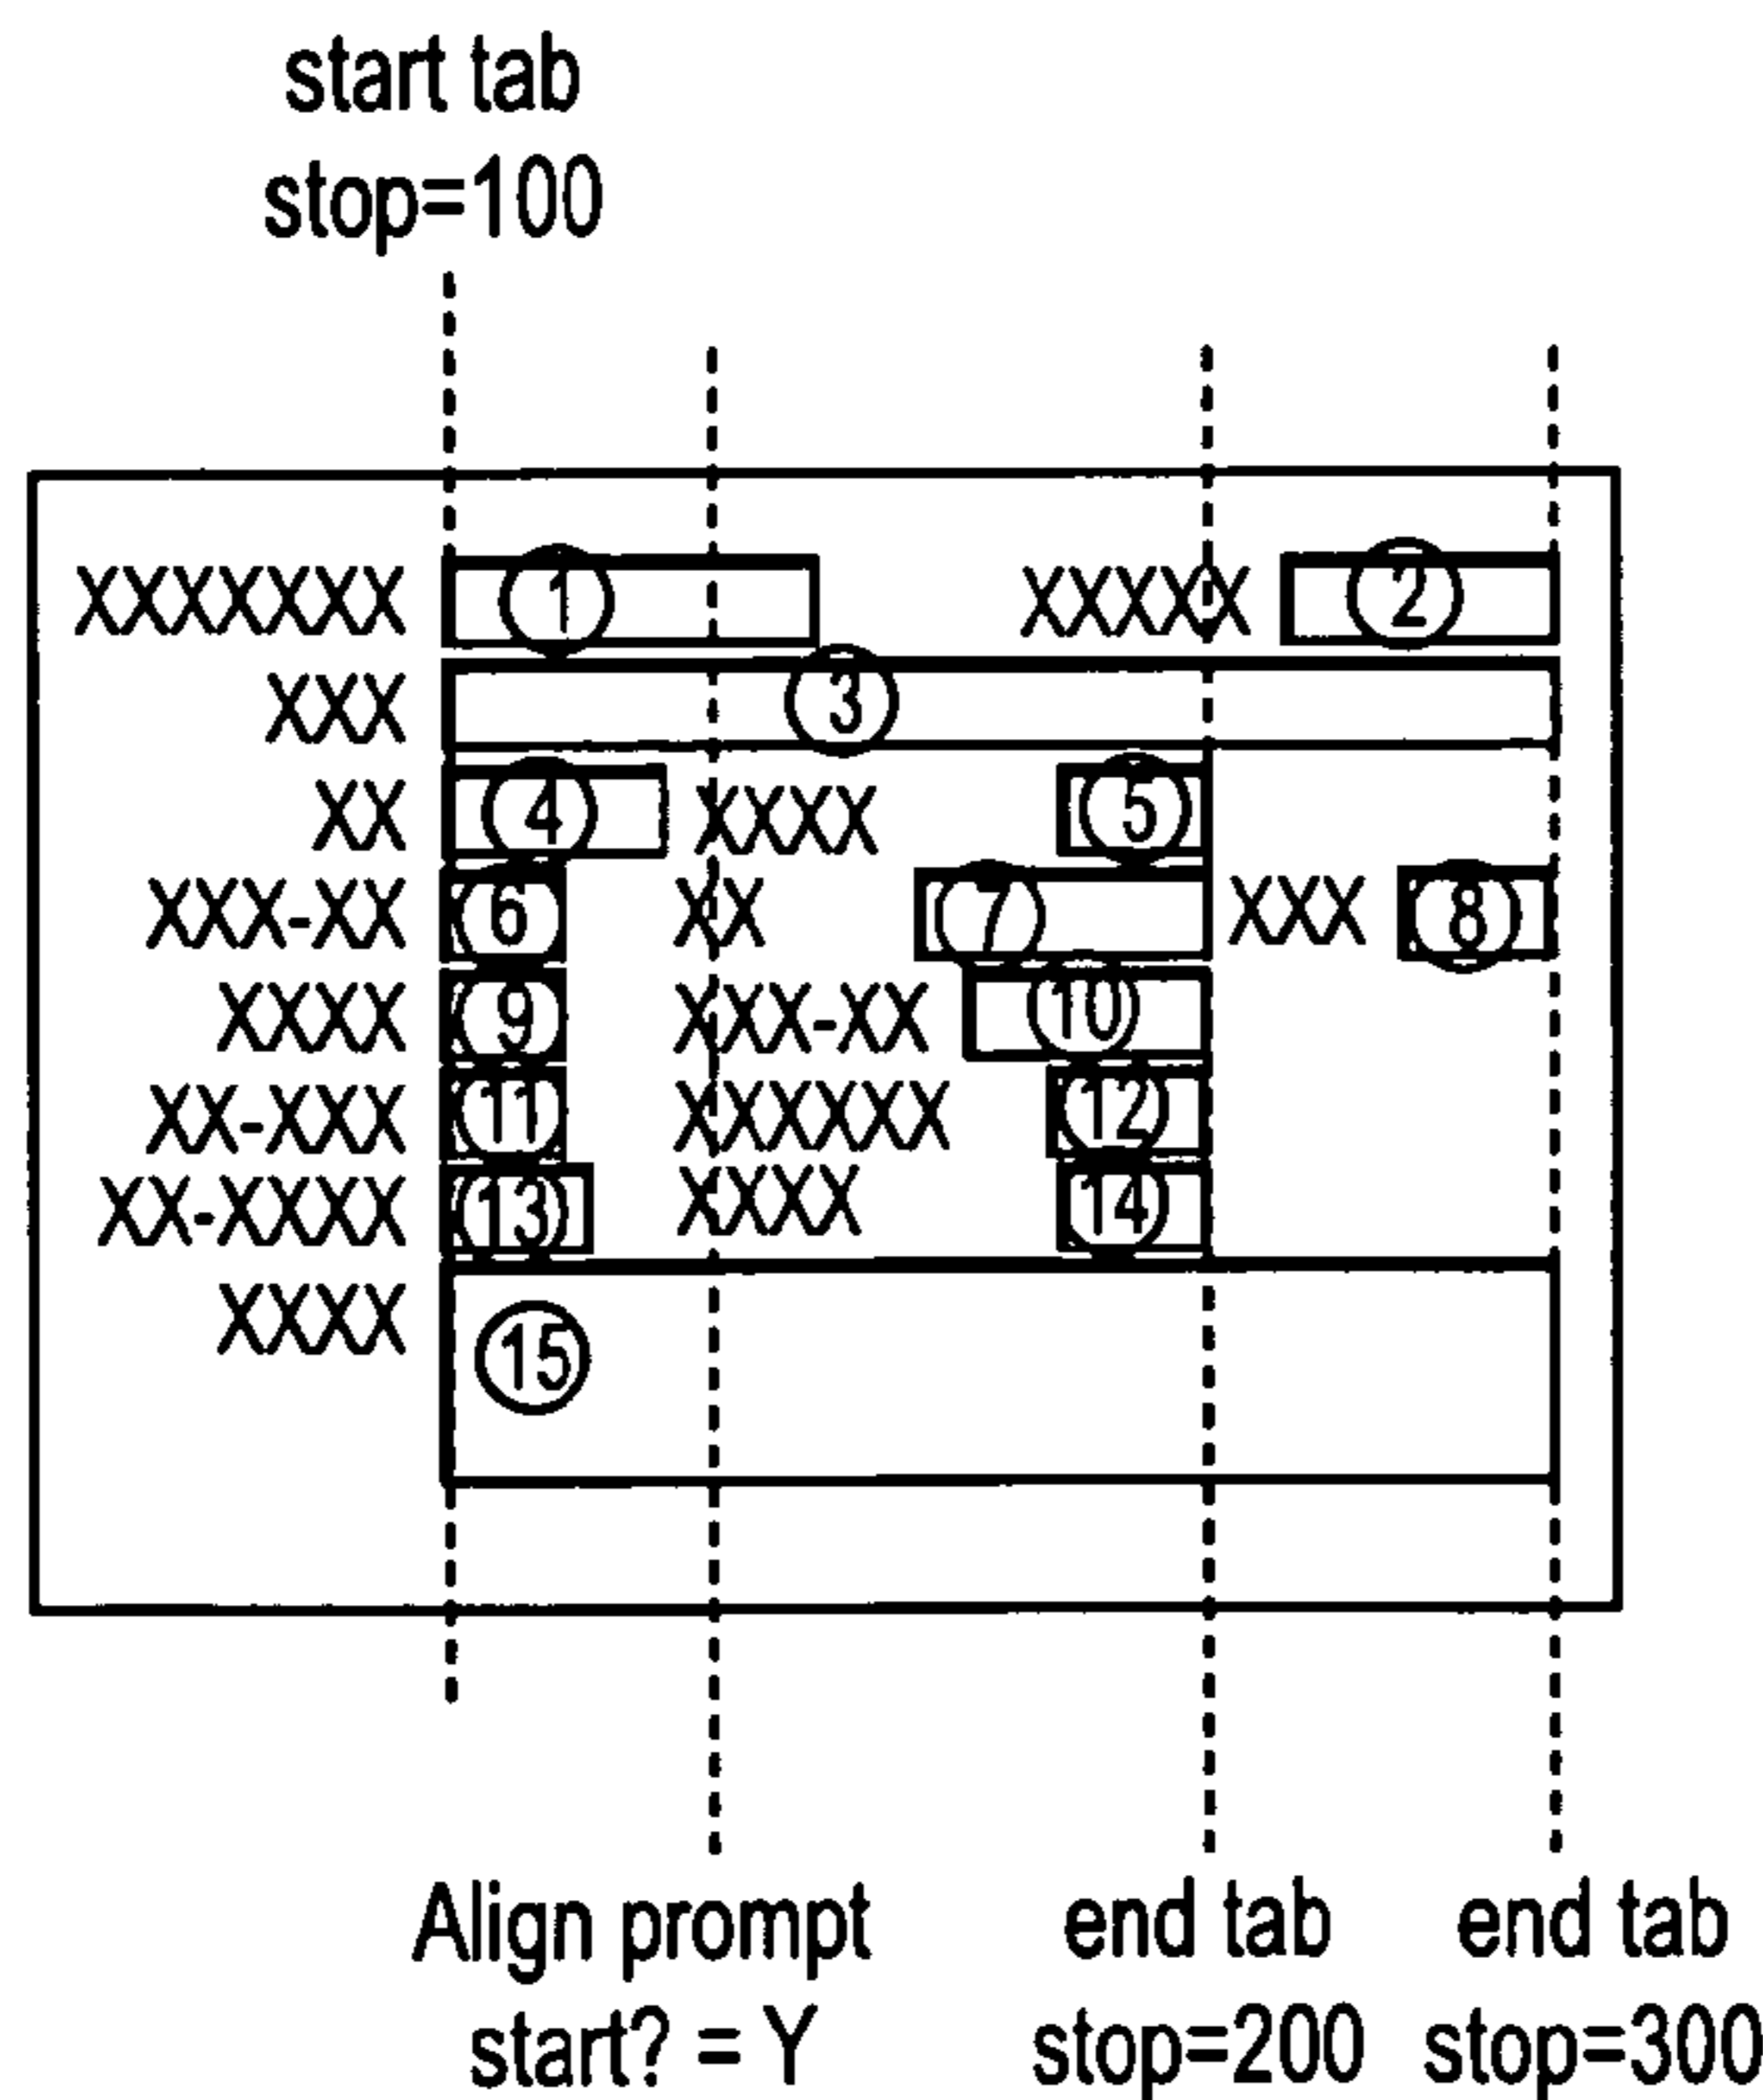 start tab
stop=100
XXXXXXX 1 XXXXX 2
XXX 3
XX 4 XXXX 5
XXX-XX 6 XX 7 XXX 8
XXXX 9 XXX-XX 10
XX-XXX 11 XXXXXX 12
XX-XXXX 13 XXXX 14
XXXX 15
Align prompt end tab end tab
start? = Y stop=200 stop=300